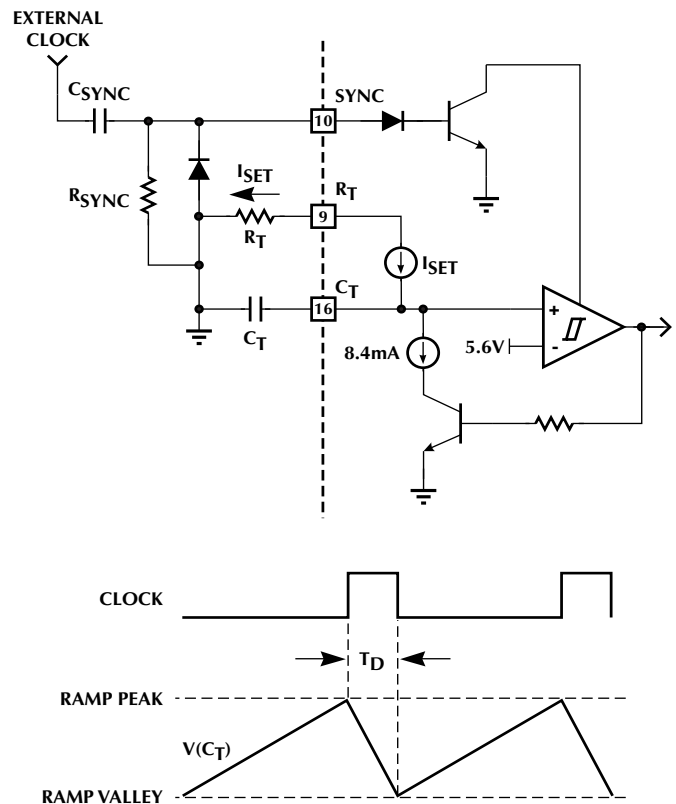 EXTERNAL
CLOCK
CSYNC
10
SYNC
RSYNC
ISET
RT
9
RT
ISET
CT
16
CT
8.4mA
5.6V
+
-
CLOCK
TD
RAMP PEAK
V(CT)
RAMP VALLEY